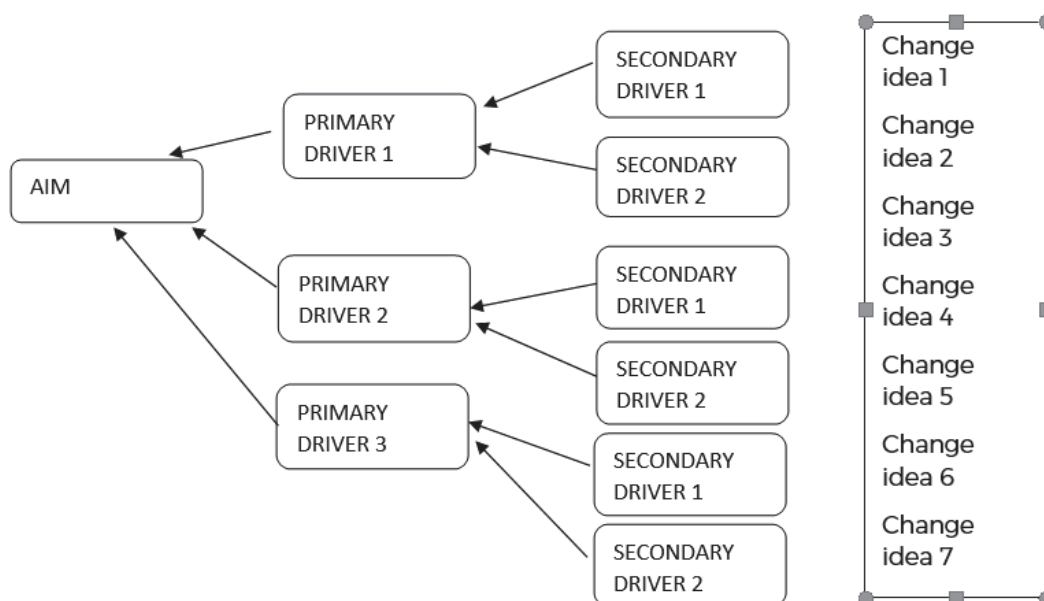 AIM
PRIMARY
DRIVER 1
PRIMARY
DRIVER 2
PRIMARY
DRIVER 3
SECONDARY
DRIVER 1
SECONDARY
DRIVER 2
SECONDARY
DRIVER 1
SECONDARY
DRIVER 2
SECONDARY
DRIVER 1
SECONDARY
DRIVER 2
Change
idea 1
Change
idea 2
Change
idea 3
Change
idea 4
Change
idea 5
Change
idea 6
Change
idea 7